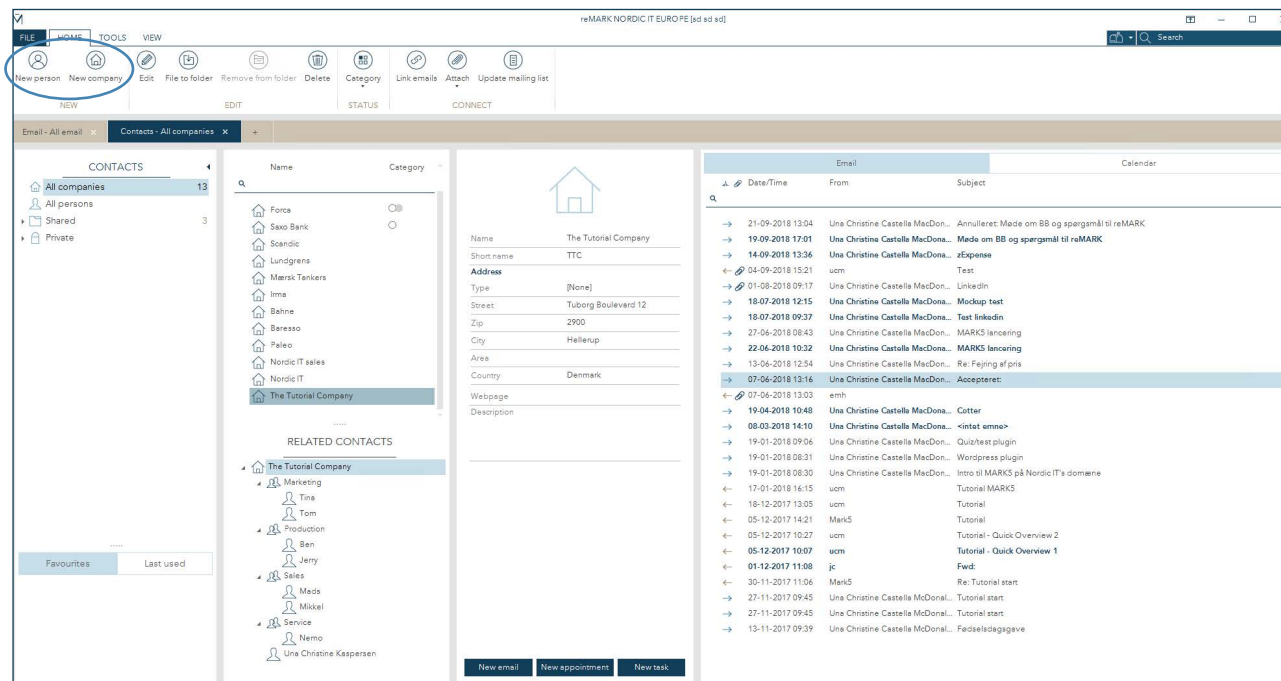 reMARK NORDIC IT EUROPE [sd sd sd]
FILE HOME TOOLS VIEW
Search
New person New company Edit File to folder Remove from folder Delete Category Link emails Attach Update mailing list
NEW EDIT STATUS CONNECT
Email - All email x Contacts - All companies x +
CONTACTS
All companies 13
All persons
Shared 3
Private
Favourites Last used
Name Category
Forca
Saxo Bank
Scandic
Lundgrens
Mærsk Tankers
Irma
Bahne
Baresso
Paleo
Nordic IT sales
Nordic IT
The Tutorial Company
RELATED CONTACTS
The Tutorial Company
Marketing
Tina
Tom
Production
Ben
Jerry
Sales
Mads
Mikkel
Service
Nemo
Una Christine Kaspersen
Name The Tutorial Company
Short name TTC
Address
Type [None]
Street Tuborg Boulevard 12
Zip 2900
City Hellerup
Area
Country Denmark
Webpage
Description
New email New appointment New task
Email Calendar
Date/Time From Subject
21-09-2018 13:04 Una Christine Castella MacDon... Annulleret: Møde om BB og spørgsmål til reMARK
19-09-2018 17:01 Una Christine Castella MacDona... Møde om BB og spørgsmål til reMARK
14-09-2018 13:36 Una Christine Castella MacDona... zExpense
04-09-2018 15:21 ucm Test
01-08-2018 09:17 Una Christine Castella MacDon... LinkedIn
18-07-2018 12:15 Una Christine Castella MacDona... Mockup test
18-07-2018 09:37 Una Christine Castella MacDona... Test linkedin
27-06-2018 08:43 Una Christine Castella MacDon... MARK5 lancering
22-06-2018 10:32 Una Christine Castella MacDona... MARK5 lancering
13-06-2018 12:54 Una Christine Castella MacDon... Re: Fejring af pris
07-06-2018 13:16 Una Christine Castella MacDon... Accepteret:
07-06-2018 13:03 emh
19-04-2018 10:48 Una Christine Castella MacDona... Cotter
08-03-2018 14:10 Una Christine Castella MacDona... <intet emne>
19-01-2018 09:06 Una Christine Castella MacDon... Quiz/test plugin
19-01-2018 08:31 Una Christine Castella MacDon... Wordpress plugin
19-01-2018 08:30 Una Christine Castella MacDon... Intro til MARK5 på Nordic IT's domæne
17-01-2018 16:15 ucm Tutorial MARK5
18-12-2017 13:05 ucm Tutorial
05-12-2017 14:21 Mark5 Tutorial
05-12-2017 10:27 ucm Tutorial - Quick Overview 2
05-12-2017 10:07 ucm Tutorial - Quick Overview 1
01-12-2017 11:08 jc Fwd:
30-11-2017 11:06 Mark5 Re: Tutorial start
27-11-2017 09:45 Una Christine Castella McDonal... Tutorial start
27-11-2017 09:45 Una Christine Castella McDonal... Tutorial start
13-11-2017 09:39 Una Christine Castella McDonal... Fødselsdagsgave